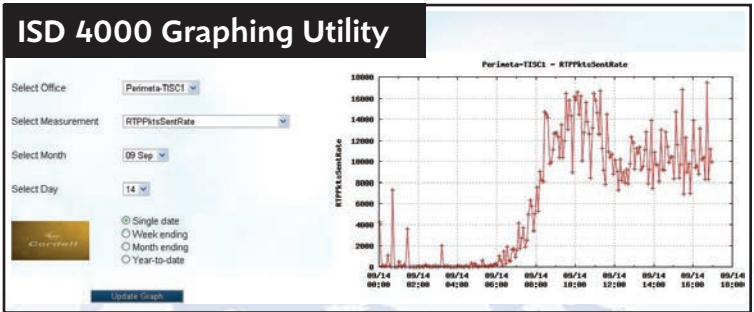 ISD 4000 Graphing Utility
Select Office
Perimeta-TISC1
Select Measurement
RTPPktsSentRate
Select Month
09 Sep
Select Day
14
Cordell
Single date
Week ending
Month ending
Year-to-date
Update Graph
Perimeta-TISC1 - RTPPktsSentRate
RTPPktsSentRate
18000
16000
14000
12000
10000
8000
6000
4000
2000
0
09/14 09/14 09/14 09/14 09/14 09/14 09/14 09/14 09/14 09/14
00:00 02:00 04:00 06:00 08:00 10:00 12:00 14:00 16:00 18:00